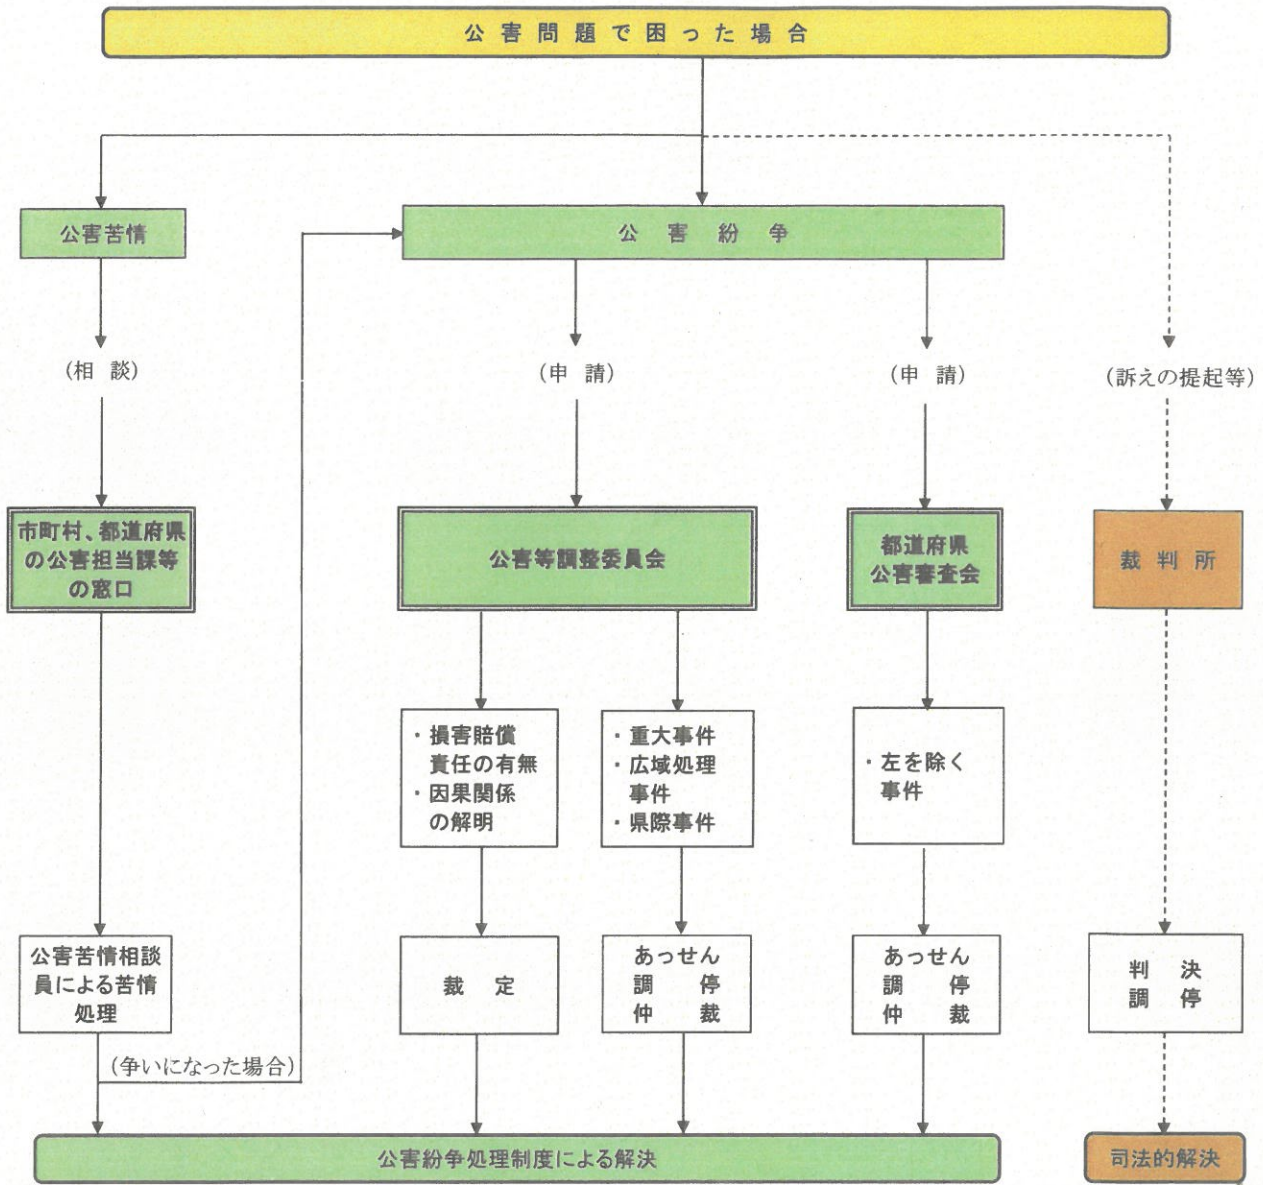 公害問題で困った場合
公害苦情
公害紛争
(相談)
(申請)
(申請)
(訴えの提起等)
市町村、都道府県
の公害担当課等
の窓口
公害等調整委員会
都道府県
公害審査会
裁判所
・損害賠償
責任の有無
・因果関係
の解明
・重大事件
・広域処理
事件
・県際事件
・左を除く
事件
公害苦情相談
員による苦情
処理
裁定
あっせん
調停
仲裁
あっせん
調停
仲裁
判決
調停
(争いになった場合)
公害紛争処理制度による解決
司法的解決